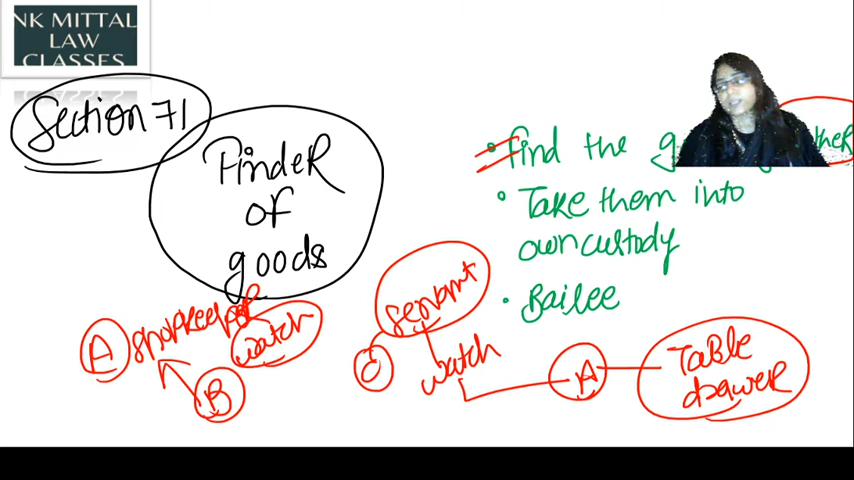 NK MITTAL
LAW
CLASSES
Section 71
FindeR
of
goods
• find the
• Take them into
own custody
• Bailee
A shopkeeper
watch
B
servant
C
watch
A
TaBle
draweR